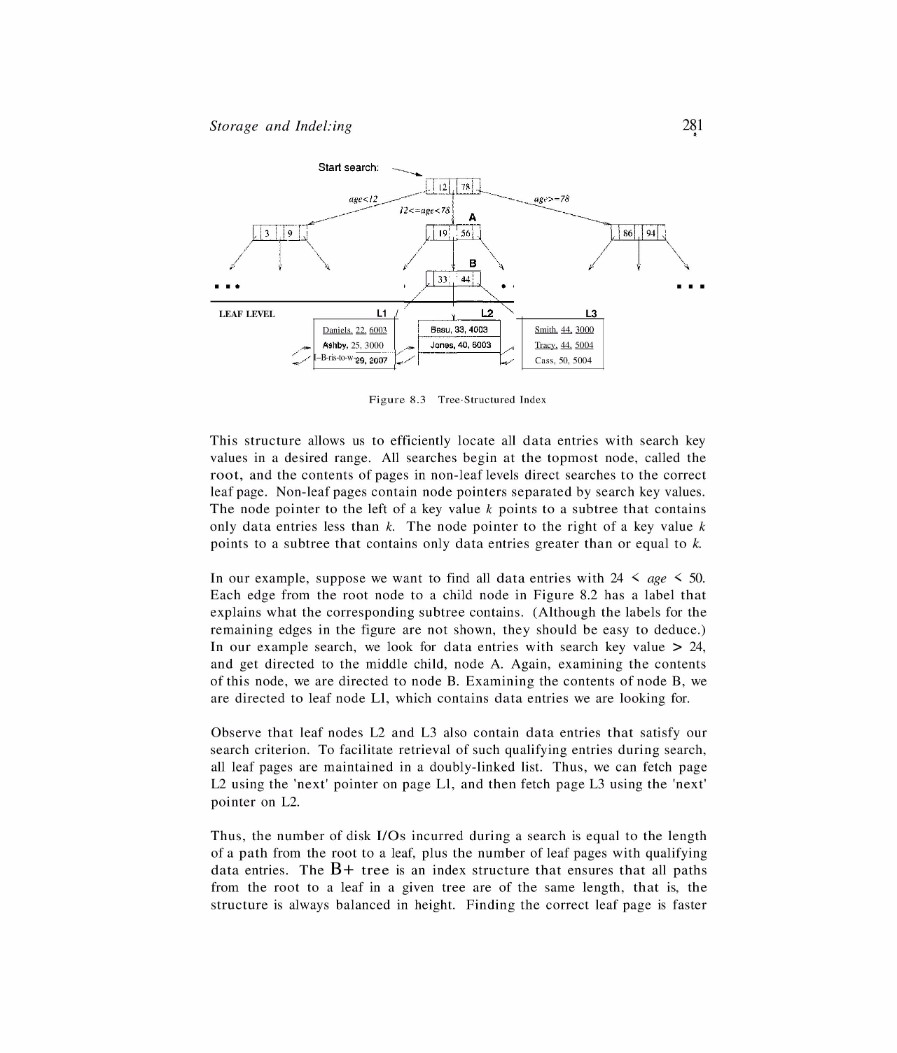 Storage and Indel:ing 281
Start search:
12 78
age<12
12<=age<78
age>=78
A
3 9
19 56
86 94
B
33 44
LEAF LEVEL
L1
L2
L3
Daniels, 22, 6003
Ashby, 25, 3000
I–B-ris-to-w-29, 2007
Basu, 33, 4003
Jones, 40, 6003
Smith, 44, 3000
Tracy, 44, 5004
Cass, 50, 5004
Figure 8.3 Tree-Structured Index
This structure allows us to efficiently locate all data entries with search key
values in a desired range. All searches begin at the topmost node, called the
root, and the contents of pages in non-leaf levels direct searches to the correct
leaf page. Non-leaf pages contain node pointers separated by search key values.
The node pointer to the left of a key value k points to a subtree that contains
only data entries less than k. The node pointer to the right of a key value k
points to a subtree that contains only data entries greater than or equal to k.
In our example, suppose we want to find all data entries with 24 < age < 50.
Each edge from the root node to a child node in Figure 8.2 has a label that
explains what the corresponding subtree contains. (Although the labels for the
remaining edges in the figure are not shown, they should be easy to deduce.)
In our example search, we look for data entries with search key value > 24,
and get directed to the middle child, node A. Again, examining the contents
of this node, we are directed to node B. Examining the contents of node B, we
are directed to leaf node L1, which contains data entries we are looking for.
Observe that leaf nodes L2 and L3 also contain data entries that satisfy our
search criterion. To facilitate retrieval of such qualifying entries during search,
all leaf pages are maintained in a doubly-linked list. Thus, we can fetch page
L2 using the 'next' pointer on page L1, and then fetch page L3 using the 'next'
pointer on L2.
Thus, the number of disk I/Os incurred during a search is equal to the length
of a path from the root to a leaf, plus the number of leaf pages with qualifying
data entries. The B+ tree is an index structure that ensures that all paths
from the root to a leaf in a given tree are of the same length, that is, the
structure is always balanced in height. Finding the correct leaf page is faster